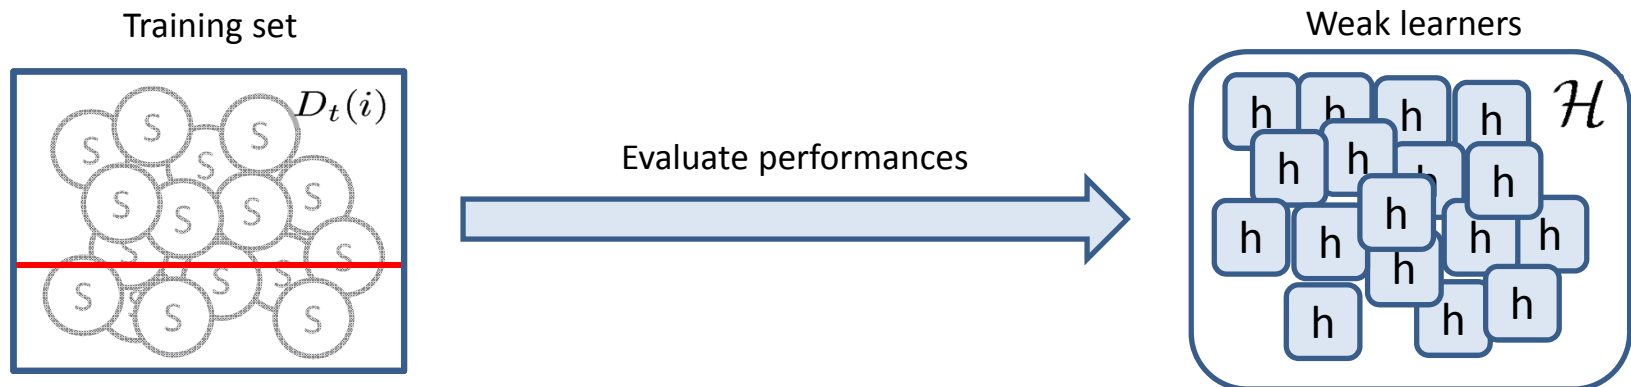 Training set
Weak learners
D_t(i)
S S S S
S S S S
S S S
S S
S S
Evaluate performances
ℋ
h h h h
h h h h
h
h h h h
h
h h h